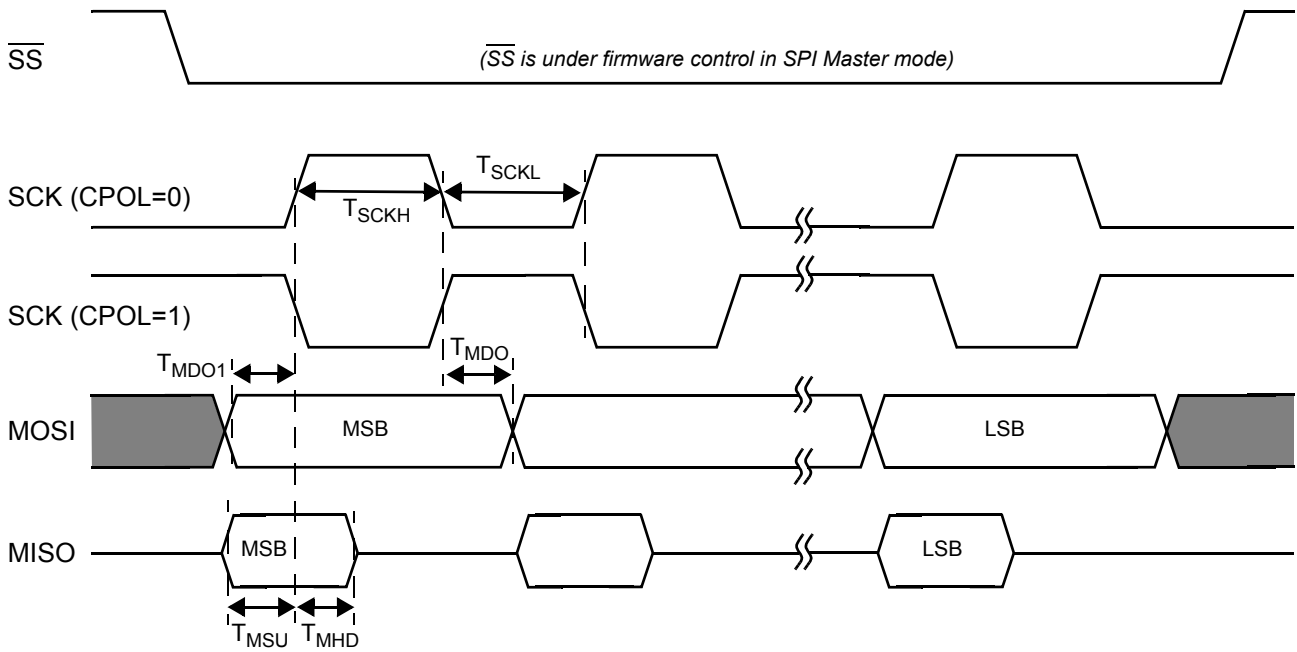 SS
(SS is under firmware control in SPI Master mode)
SCK (CPOL=0)
TSCKH
TSCKL
SCK (CPOL=1)
TMDO1
TMDO
MOSI
MSB
LSB
MISO
MSB
LSB
TMSU
TMHD